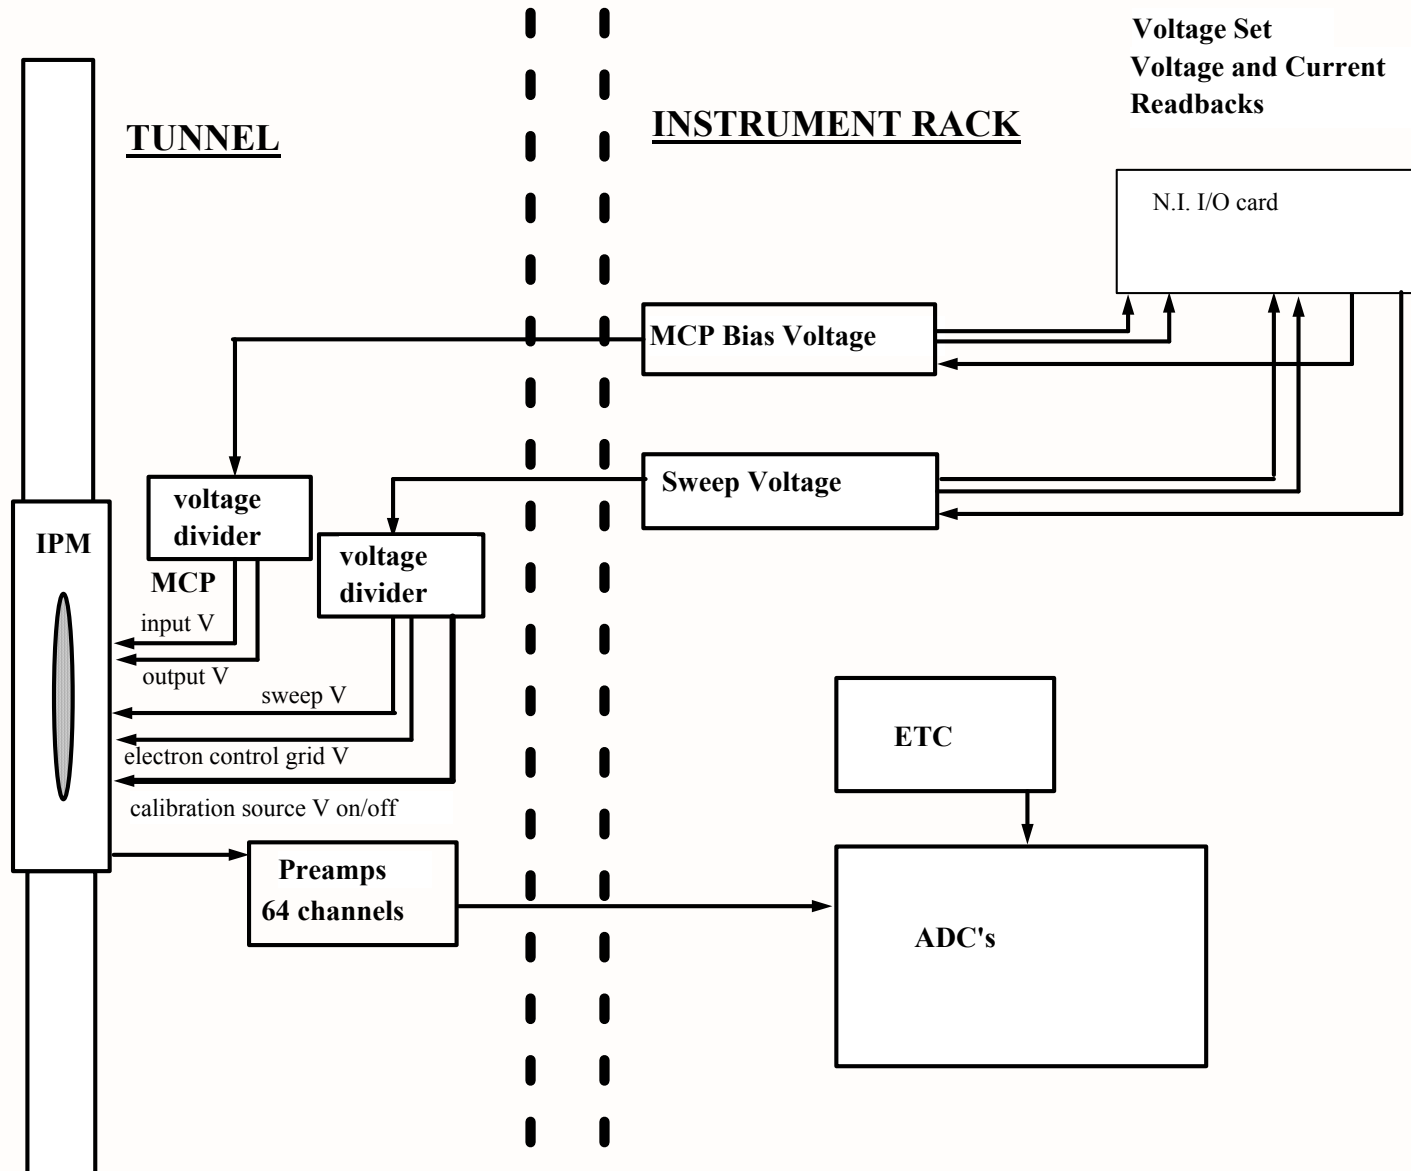 Voltage Set
Voltage and Current
Readbacks
TUNNEL
INSTRUMENT RACK
N.I. I/O card
MCP Bias Voltage
Sweep Voltage
voltage
divider
IPM
voltage
divider
MCP
input V
output V
sweep V
electron control grid V
calibration source V on/off
ETC
Preamps
64 channels
ADC's